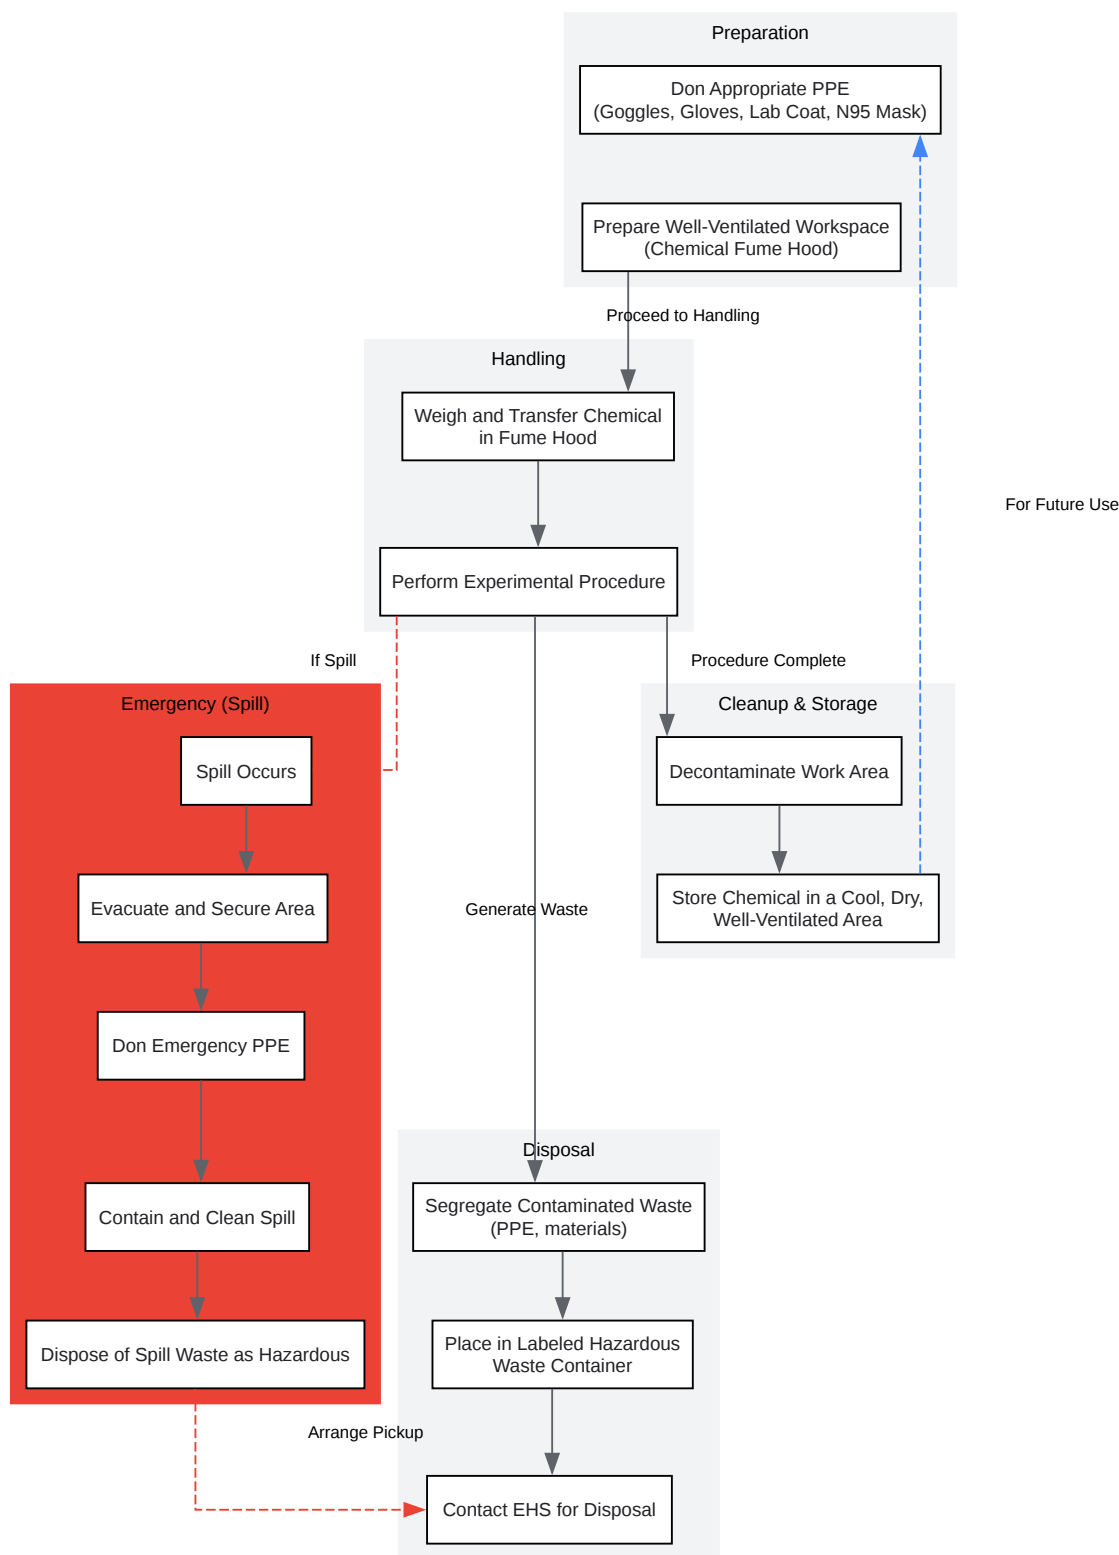 Preparation
Don Appropriate PPE
(Goggles, Gloves, Lab Coat, N95 Mask)
Prepare Well-Ventilated Workspace
(Chemical Fume Hood)
Proceed to Handling
Handling
Weigh and Transfer Chemical
in Fume Hood
For Future Use
Perform Experimental Procedure
If Spill
Procedure Complete
Emergency (Spill)
Spill Occurs
Evacuate and Secure Area
Don Emergency PPE
Contain and Clean Spill
Dispose of Spill Waste as Hazardous
Cleanup & Storage
Decontaminate Work Area
Store Chemical in a Cool, Dry,
Well-Ventilated Area
Generate Waste
Disposal
Segregate Contaminated Waste
(PPE, materials)
Place in Labeled Hazardous
Waste Container
Arrange Pickup
Contact EHS for Disposal